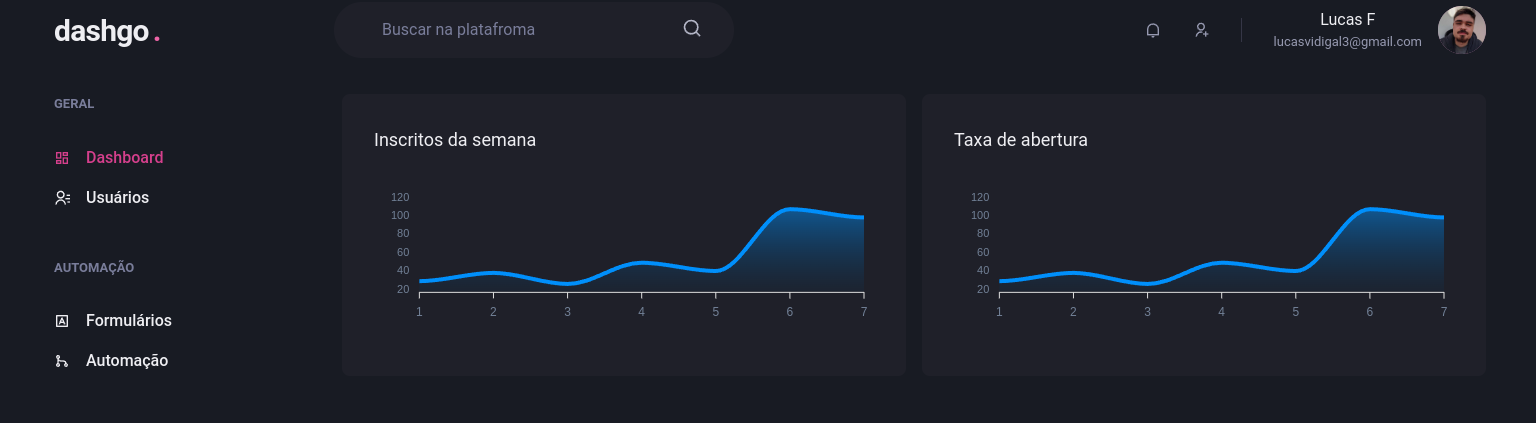 dashgo.
Buscar na platafroma
Lucas F
lucasvidigal3@gmail.com
GERAL
Dashboard
Usuários
AUTOMAÇÃO
Formulários
Automação
Inscritos da semana
120
100
80
60
40
20
1 2 3 4 5 6 7
Taxa de abertura
120
100
80
60
40
20
1 2 3 4 5 6 7